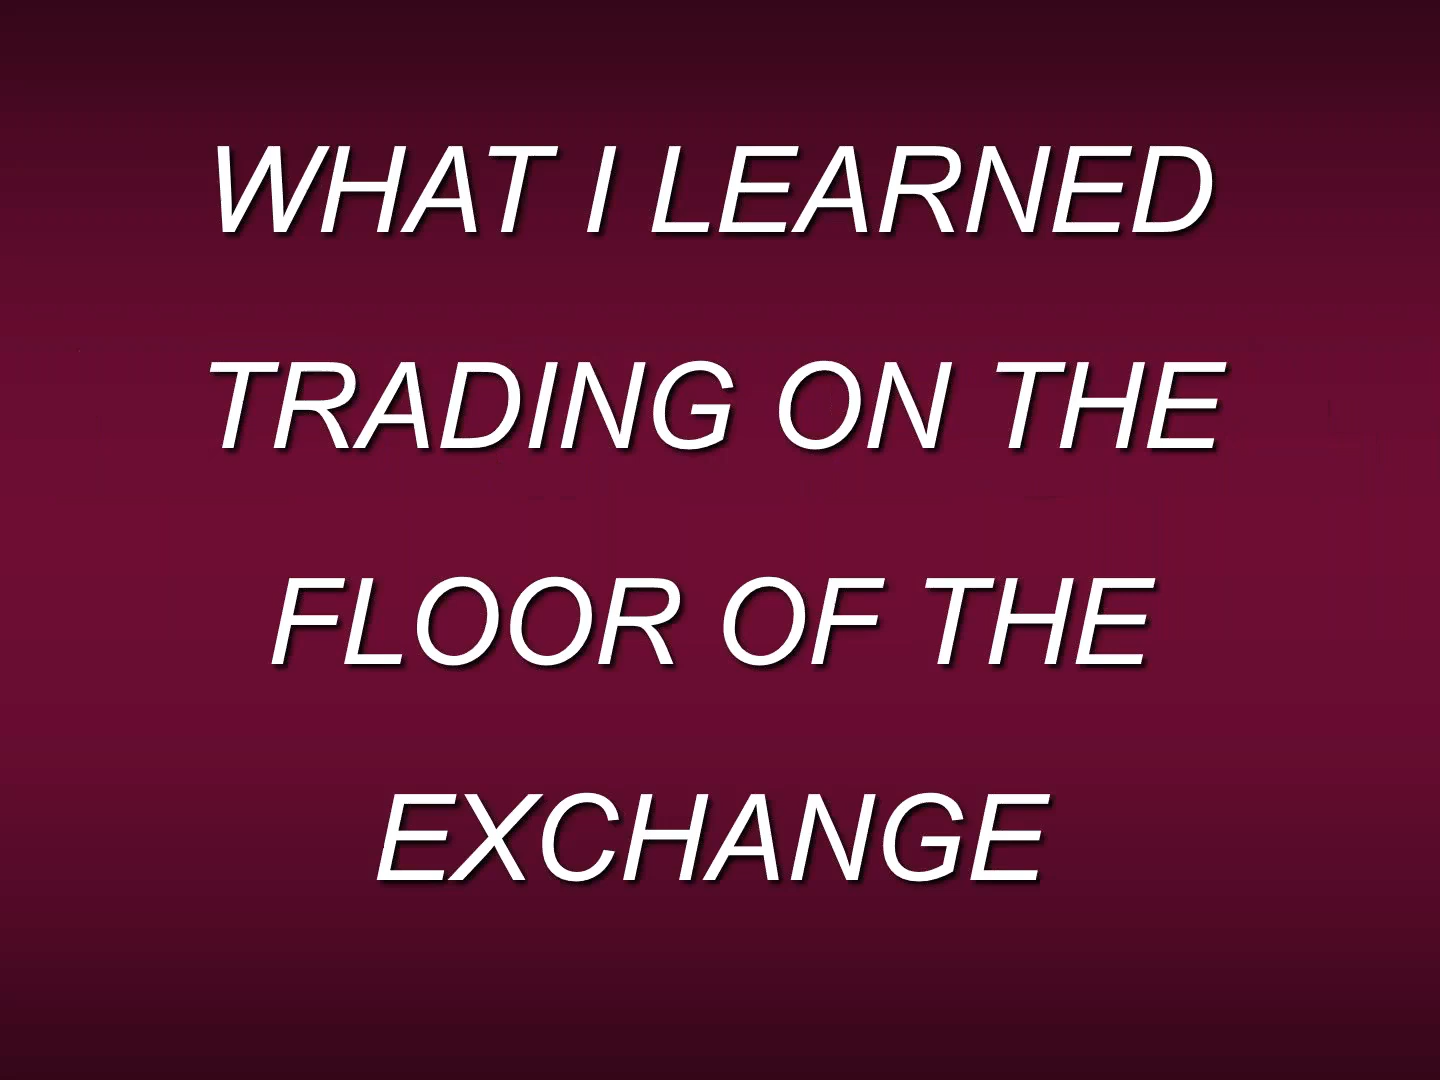 WHAT I LEARNED
TRADING ON THE
FLOOR OF THE
EXCHANGE